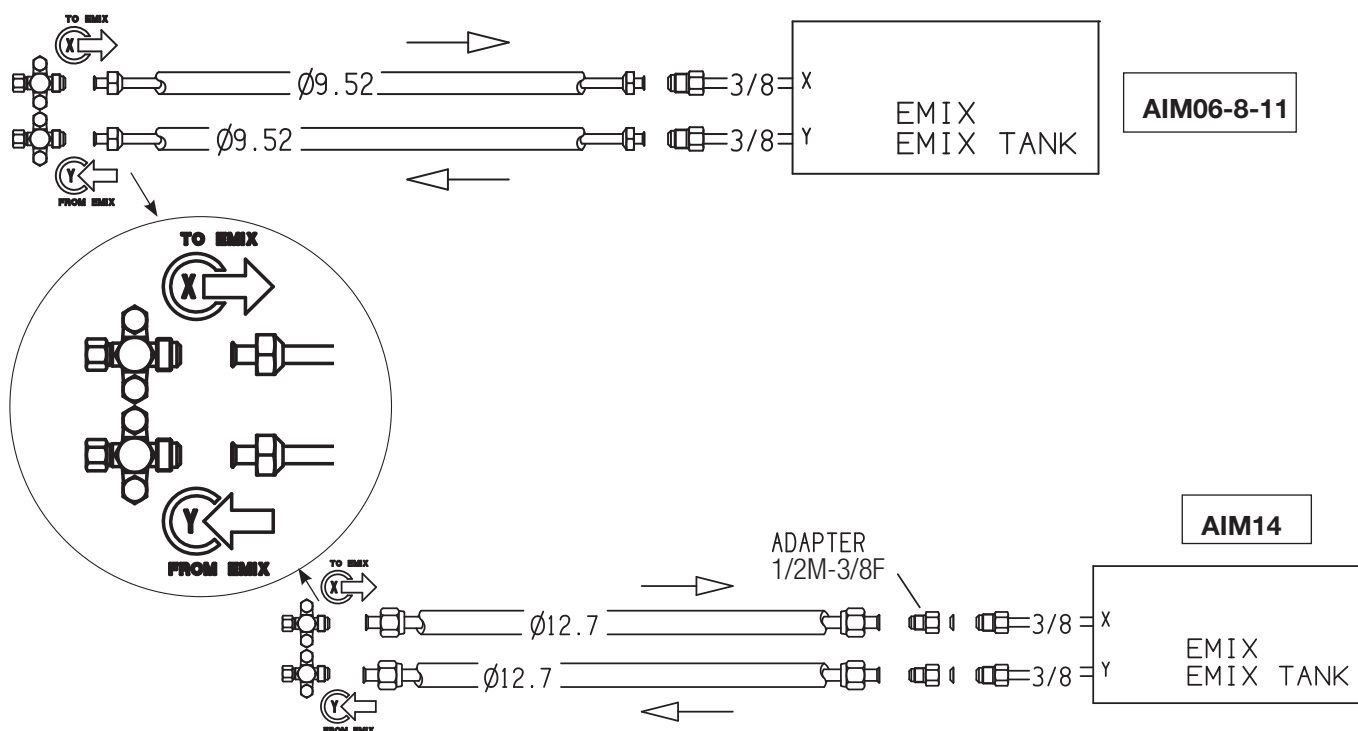 TO EMIX
X
Ø9.52
3/8
X
EMIX
EMIX TANK
AIM06-8-11
Ø9.52
3/8
Y
Y
FROM EMIX
TO EMIX
X
Y
FROM EMIX
AIM14
ADAPTER
1/2M-3/8F
TO EMIX
X
Ø12.7
3/8
X
EMIX
EMIX TANK
Ø12.7
3/8
Y
Y
FROM EMIX